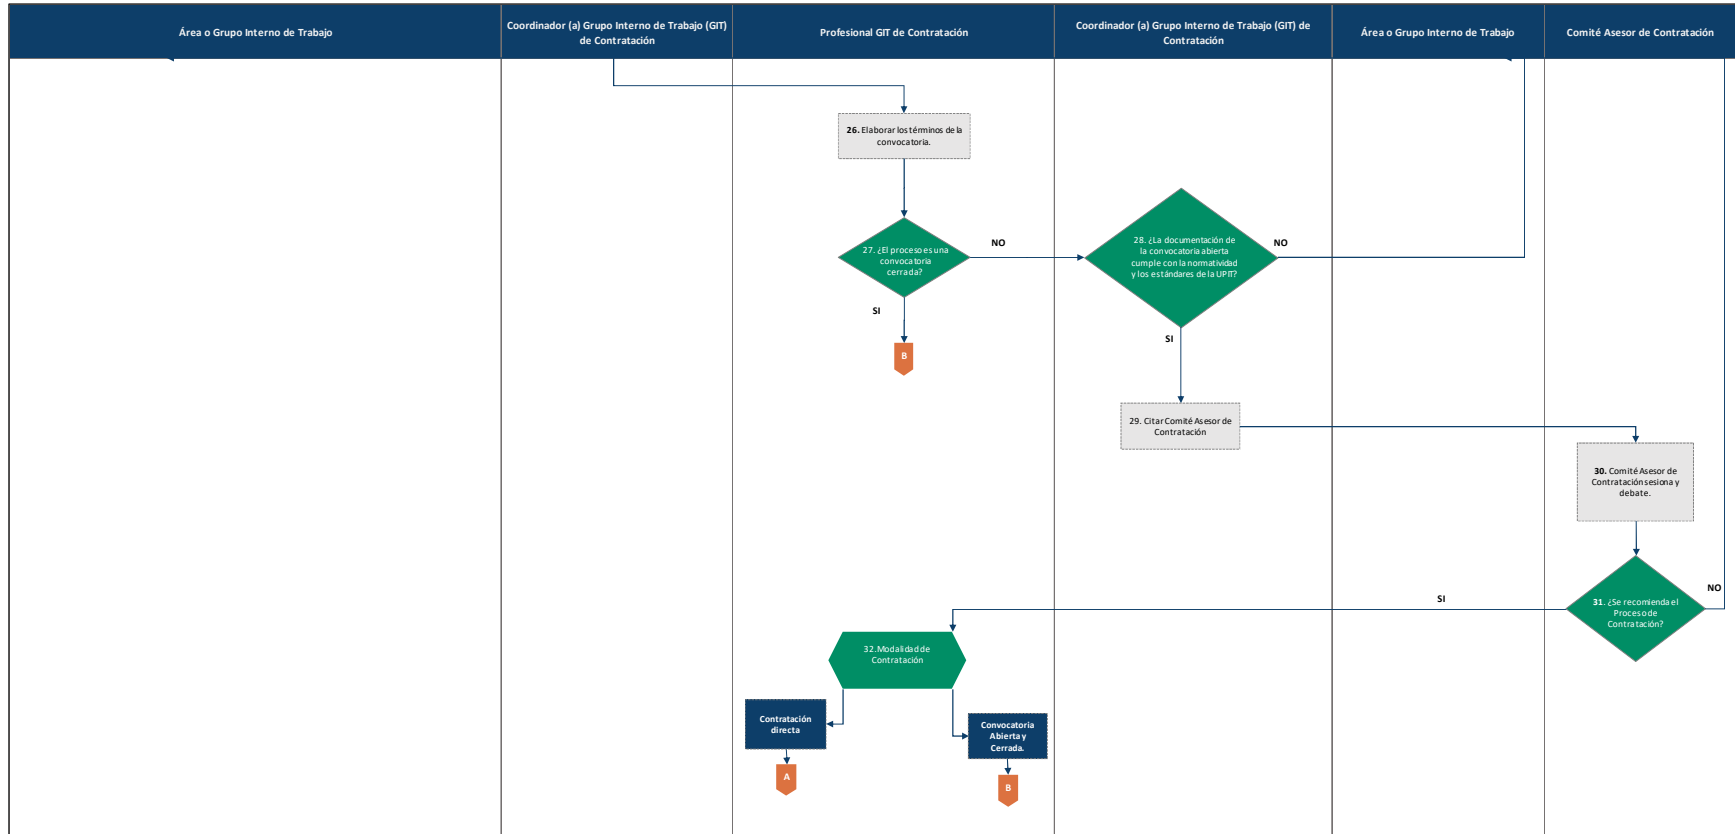 Área o Grupo Interno de Trabajo
Coordinador (a) Grupo Interno de Trabajo (GIT)
de Contratación
Profesional GIT de Contratación
Coordinador (a) Grupo Interno de Trabajo (GIT) de
Contratación
Área o Grupo Interno de Trabajo
Comité Asesor de Contratación
26. Elaborar los términos de la
convocatoria.
27. ¿El proceso es una
convocatoria
cerrada?
NO
28. ¿La documentación de
la convocatoria abierta
cumple con la normatividad
y los estándares de la UPIT?
NO
SI
B
SI
29. Citar Comité Asesor de
Contratación
30. Comité Asesor de
Contratación sesiona y
debate.
31. ¿Se recomienda el
Proceso de
Contratación?
NO
SI
32. Modalidad de
Contratación
Contratación
directa
Convocatoria
Abierta y
Cerrada.
A
B